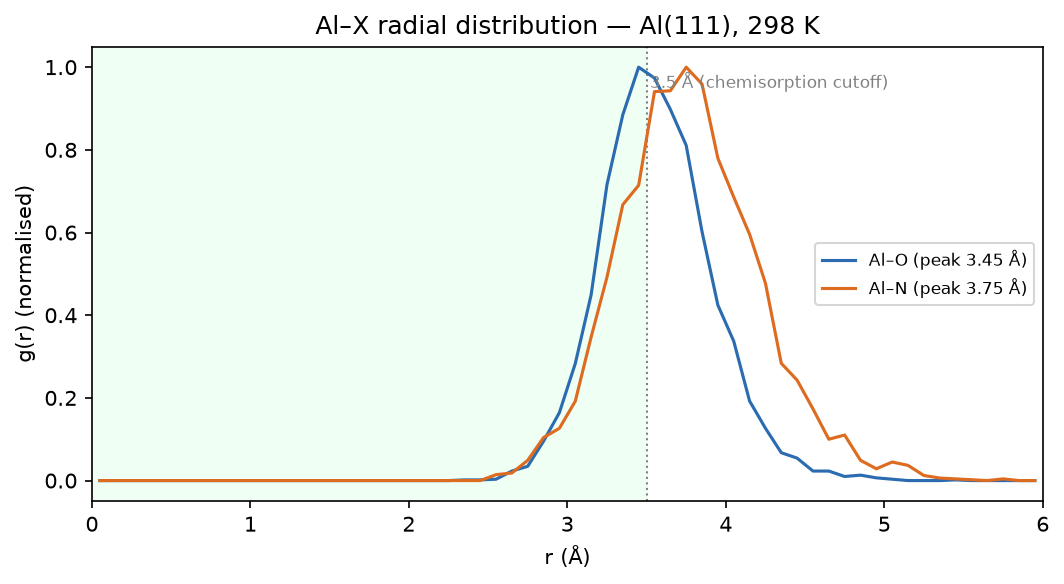 Al–X radial distribution — Al(111), 298 K
3.5 Å (chemisorption cutoff)
g(r) (normalised)
1.0
0.8
0.6
0.4
0.2
0.0
Al–O (peak 3.45 Å)
Al–N (peak 3.75 Å)
0 1 2 3 4 5 6
r (Å)